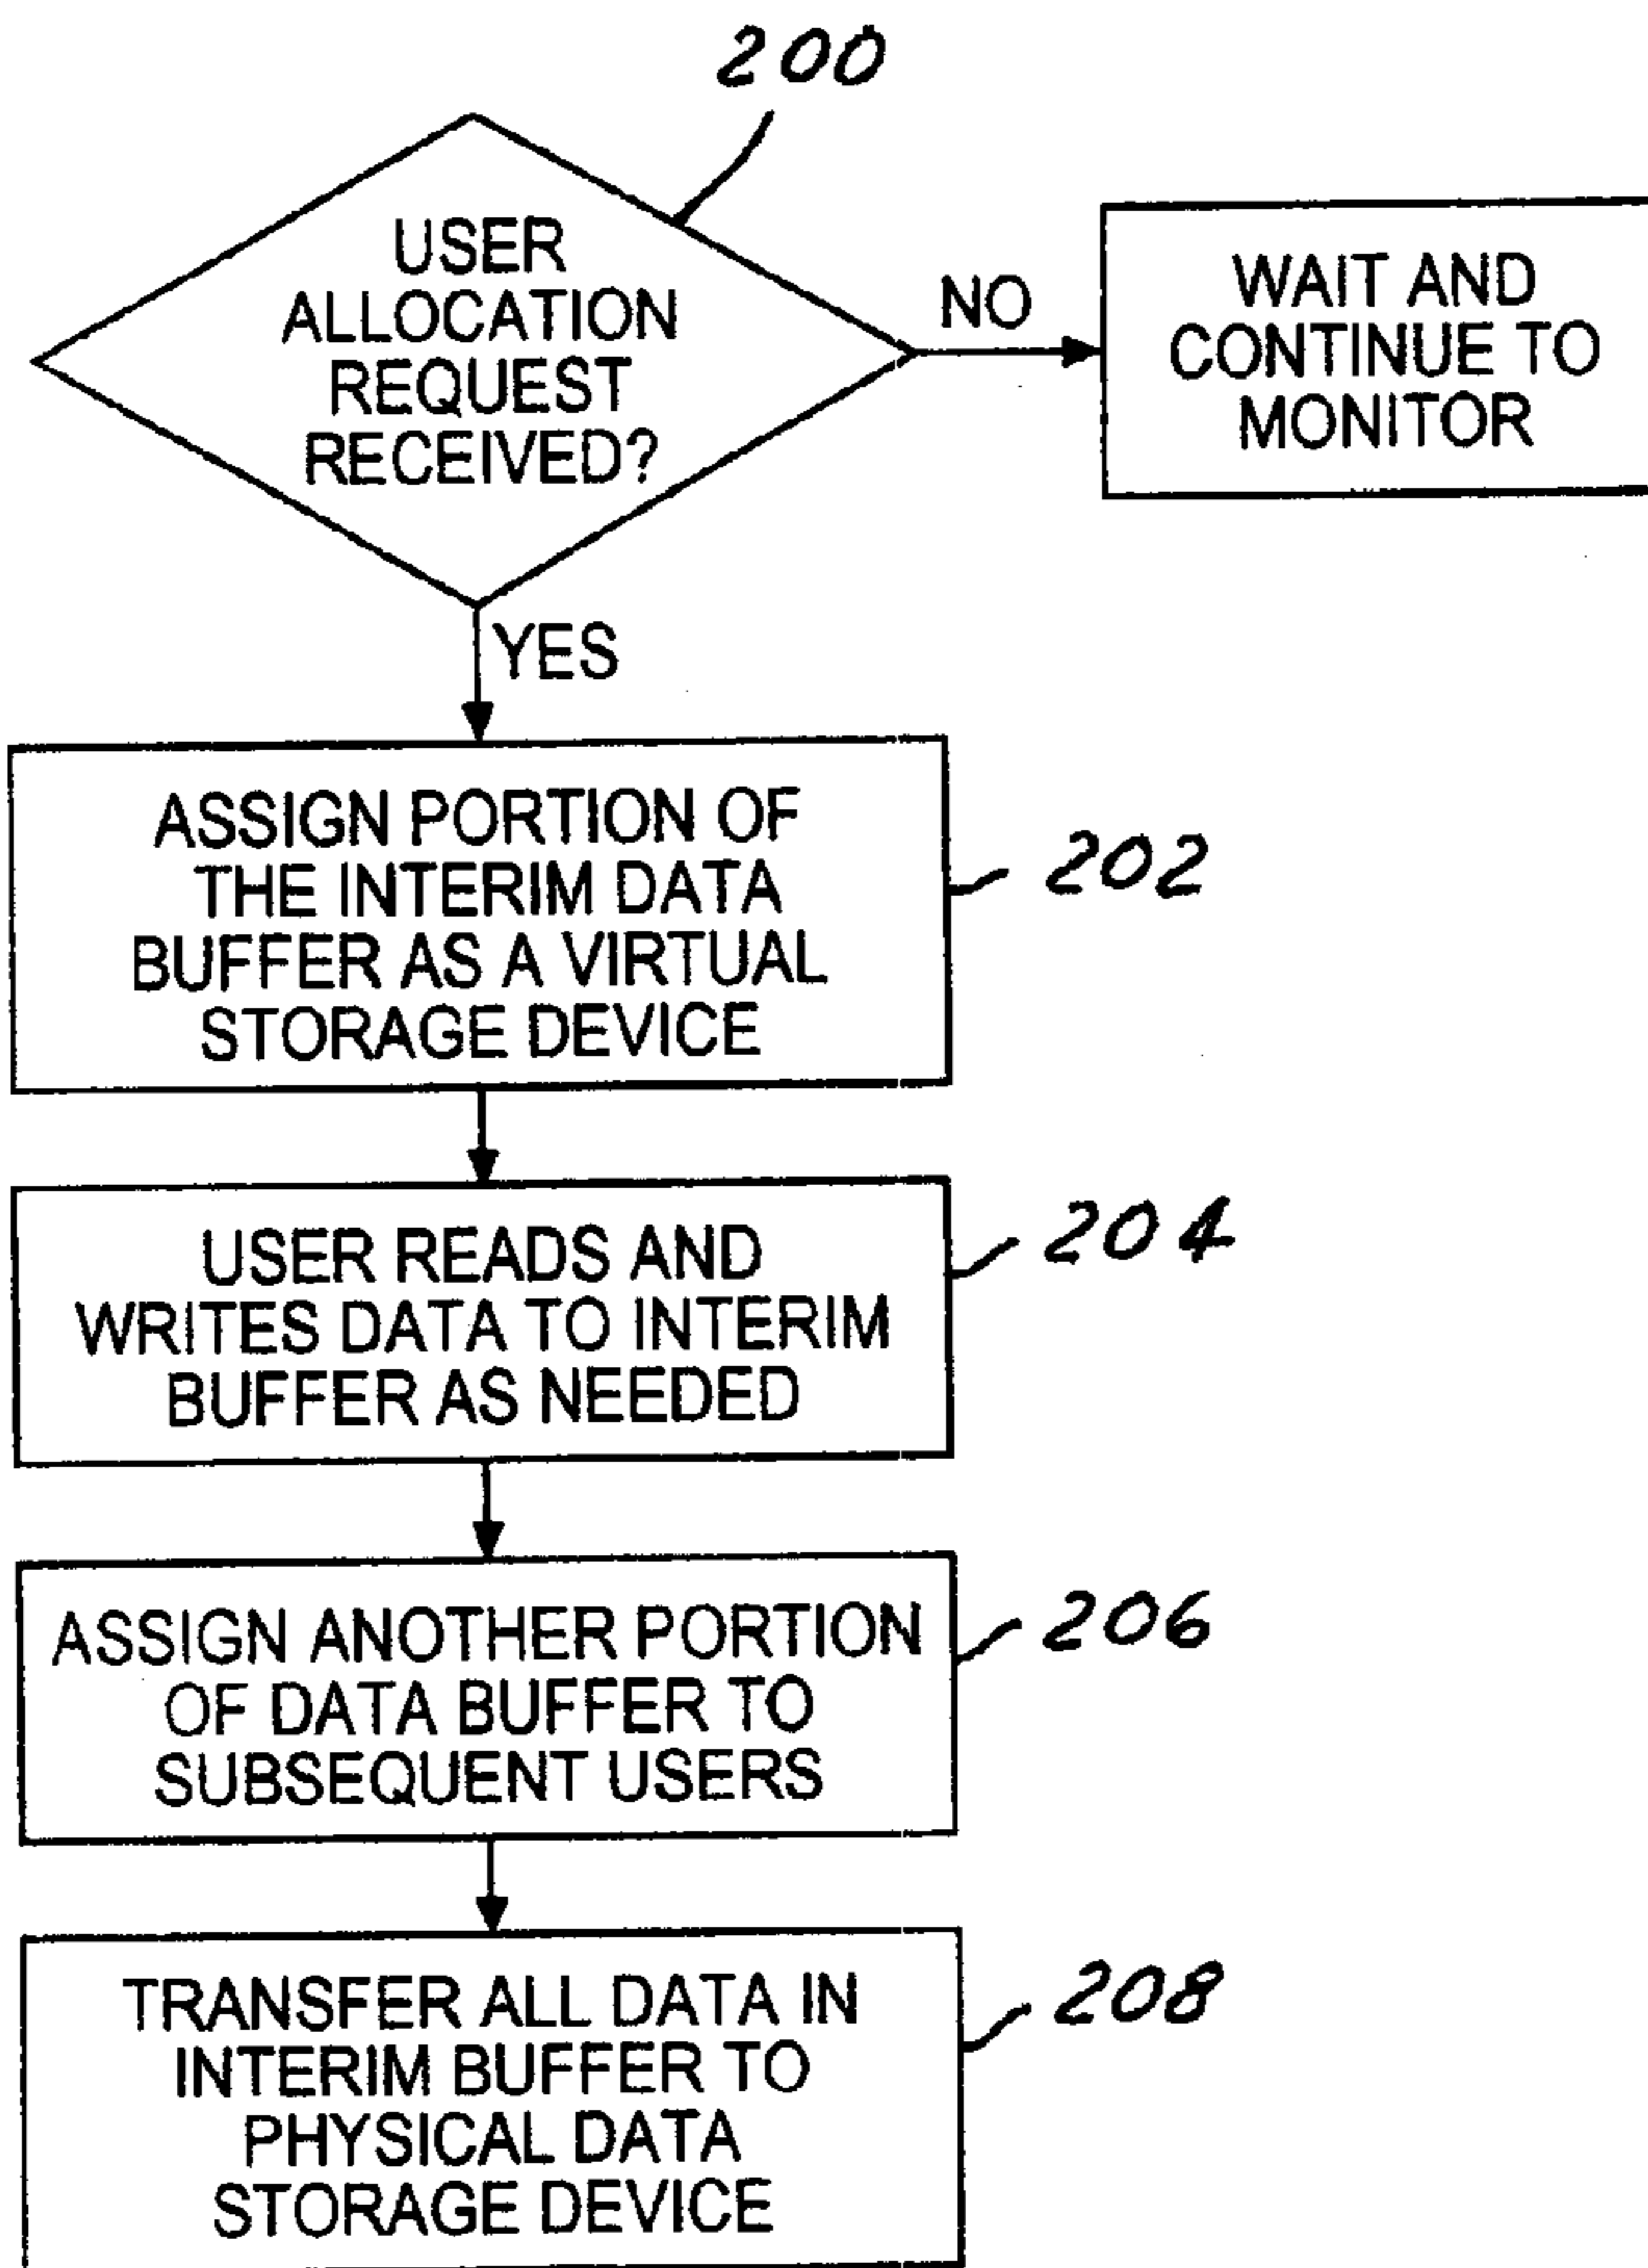 200
USER
ALLOCATION
REQUEST
RECEIVED?
NO
WAIT AND
CONTINUE TO
MONITOR
YES
ASSIGN PORTION OF
THE INTERIM DATA
BUFFER AS A VIRTUAL
STORAGE DEVICE
202
USER READS AND
WRITES DATA TO INTERIM
BUFFER AS NEEDED
204
ASSIGN ANOTHER PORTION
OF DATA BUFFER TO
SUBSEQUENT USERS
206
TRANSFER ALL DATA IN
INTERIM BUFFER TO
PHYSICAL DATA
STORAGE DEVICE
208